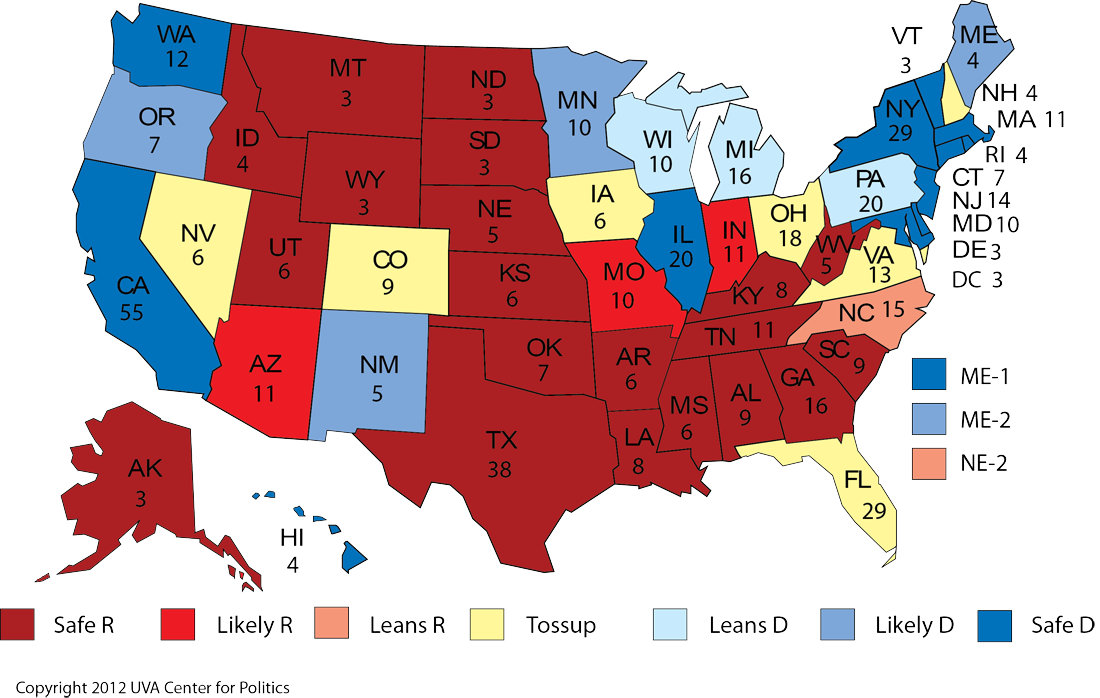 WA
12
OR
7
CA
55
NV
6
ID
4
MT
3
WY
3
UT
6
AZ
11
CO
9
NM
5
ND
3
SD
3
NE
5
KS
6
OK
7
TX
38
MN
10
IA
6
MO
10
AR
6
LA
8
WI
10
IL
20
MI
16
IN
11
OH
18
KY 8
TN 11
MS
6
AL
9
GA
16
FL
29
SC
9
NC 15
VA
13
WV
5
PA
20
NY
29
VT
3
ME
4
NH 4
MA 11
RI 4
CT 7
NJ 14
MD 10
DE 3
DC 3
AK
3
HI
4
ME-1
ME-2
NE-2
Safe R
Likely R
Leans R
Tossup
Leans D
Likely D
Safe D
Copyright 2012 UVA Center for Politics